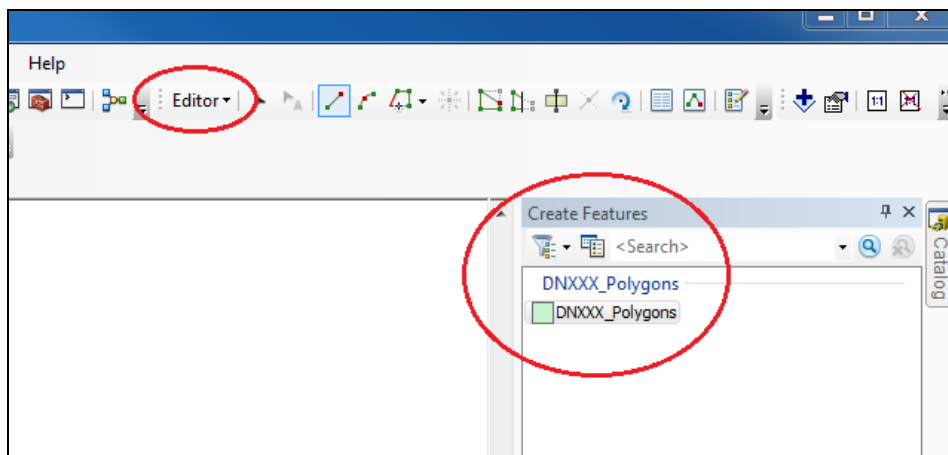 Help
Editor
1:1
Create Features
<Search>
DNXXX_Polygons
DNXXX_Polygons
Catalog